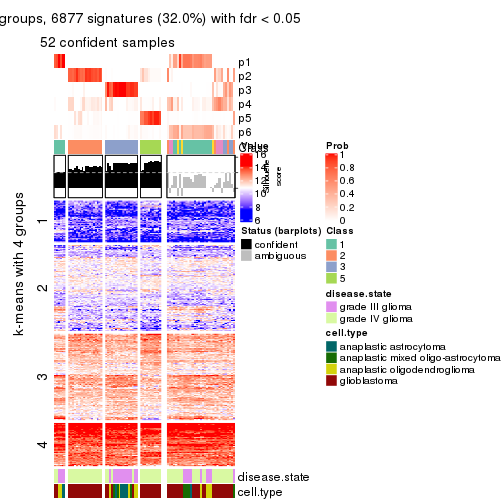 groups, 6877 signatures (32.0%) with fdr < 0.05
52 confident samples
p1
p2
p3
p4
p5
p6
Class
Silhouette
score
k-means with 4 groups
1
2
3
4
disease.state
cell.type
Value
16
14
12
10
8
6
Prob
1
0.8
0.6
0.4
0.2
0
Status (barplots)
confident
ambiguous
Class
1
2
3
5
disease.state
grade III glioma
grade IV glioma
cell.type
anaplastic astrocytoma
anaplastic mixed oligo-astrocytoma
anaplastic oligodendroglioma
glioblastoma